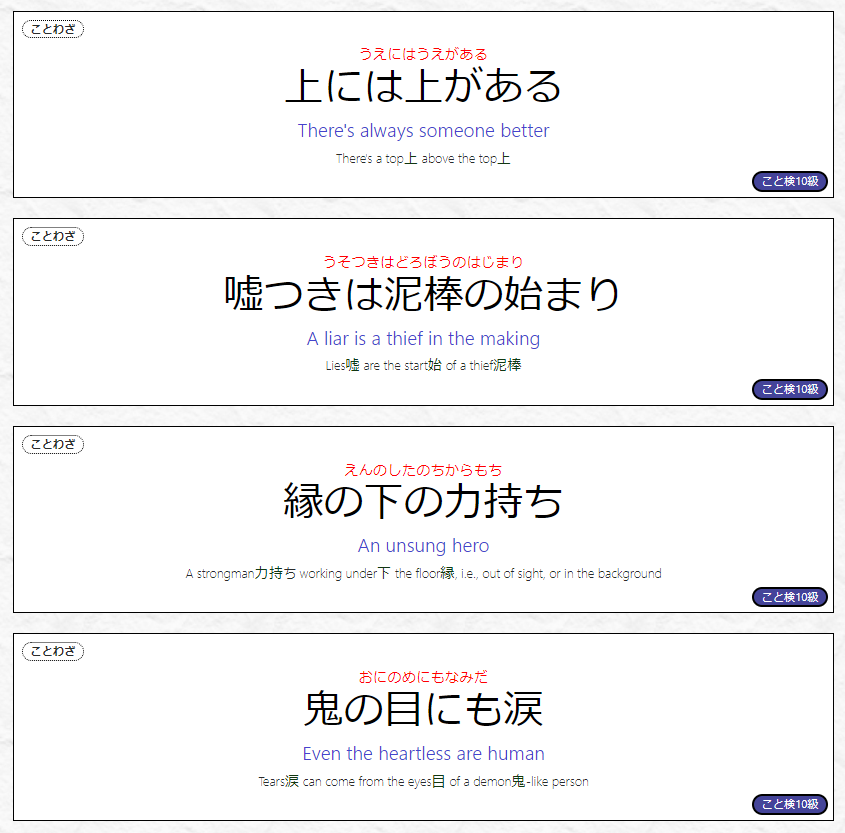 ことわざ
うえにはうえがある
上には上がある
There's always someone better
There's a top上 above the top上
こと検10級
ことわざ
うそつきはどろぼうのはじまり
嘘つきは泥棒の始まり
A liar is a thief in the making
Lies嘘 are the start始 of a thief泥棒
こと検10級
ことわざ
えんのしたのちからもち
縁の下の力持ち
An unsung hero
A strongman力持ち working under下 the floor縁, i.e., out of sight, or in the background
こと検10級
ことわざ
おにのめにもなみだ
鬼の目にも涙
Even the heartless are human
Tears涙 can come from the eyes目 of a demon鬼-like person
こと検10級